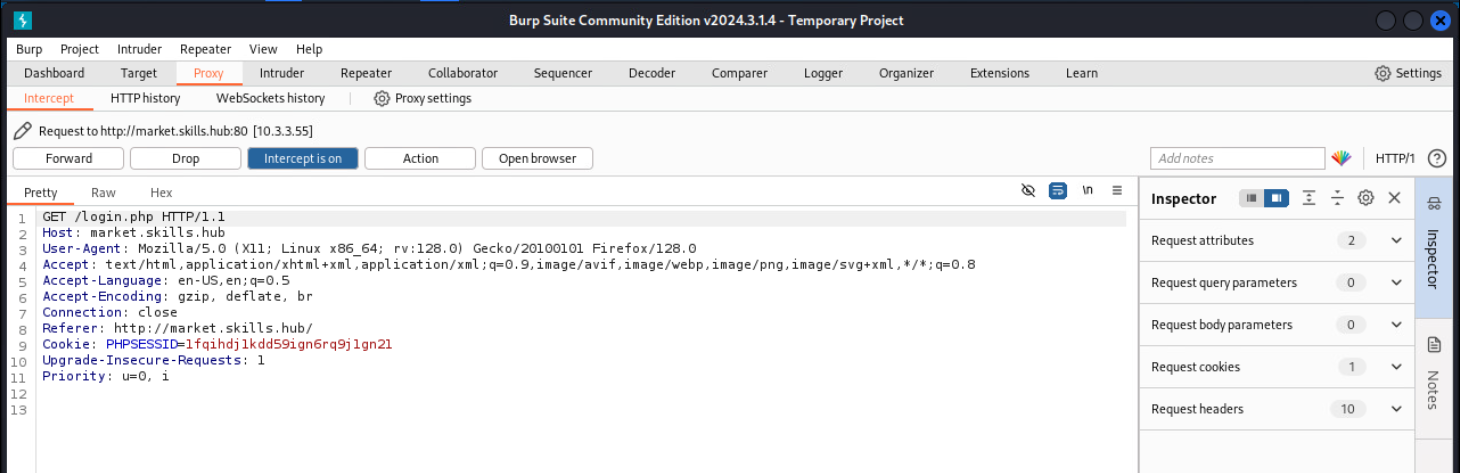 Burp Suite Community Edition v2024.3.1.4 - Temporary Project
Burp Project Intruder Repeater View Help
Dashboard Target Proxy Intruder Repeater Collaborator Sequencer Decoder Comparer Logger Organizer Extensions Learn Settings
Intercept HTTP history WebSockets history Proxy settings
Request to http://market.skills.hub:80 [10.3.3.55]
Forward Drop Intercept is on Action Open browser Add notes HTTP/1 ?
Pretty Raw Hex \n
Inspector
1 GET /login.php HTTP/1.1
2 Host: market.skills.hub
3 User-Agent: Mozilla/5.0 (X11; Linux x86_64; rv:128.0) Gecko/20100101 Firefox/128.0
4 Accept: text/html,application/xhtml+xml,application/xml;q=0.9,image/avif,image/webp,image/png,image/svg+xml,*/*;q=0.8
5 Accept-Language: en-US,en;q=0.5
6 Accept-Encoding: gzip, deflate, br
7 Connection: close
8 Referer: http://market.skills.hub/
9 Cookie: PHPSESSID=1fqihdj1kdd59ign6rq9j1gn21
10 Upgrade-Insecure-Requests: 1
11 Priority: u=0, i
12
13
Request attributes 2
Request query parameters 0
Request body parameters 0
Request cookies 1
Request headers 10
Inspector
Notes